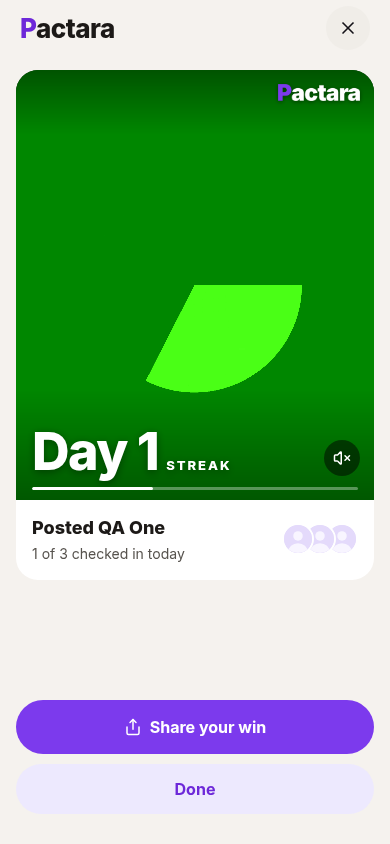 Pactara
Pactara
Day 1 STREAK
Posted QA One
1 of 3 checked in today
Share your win
Done